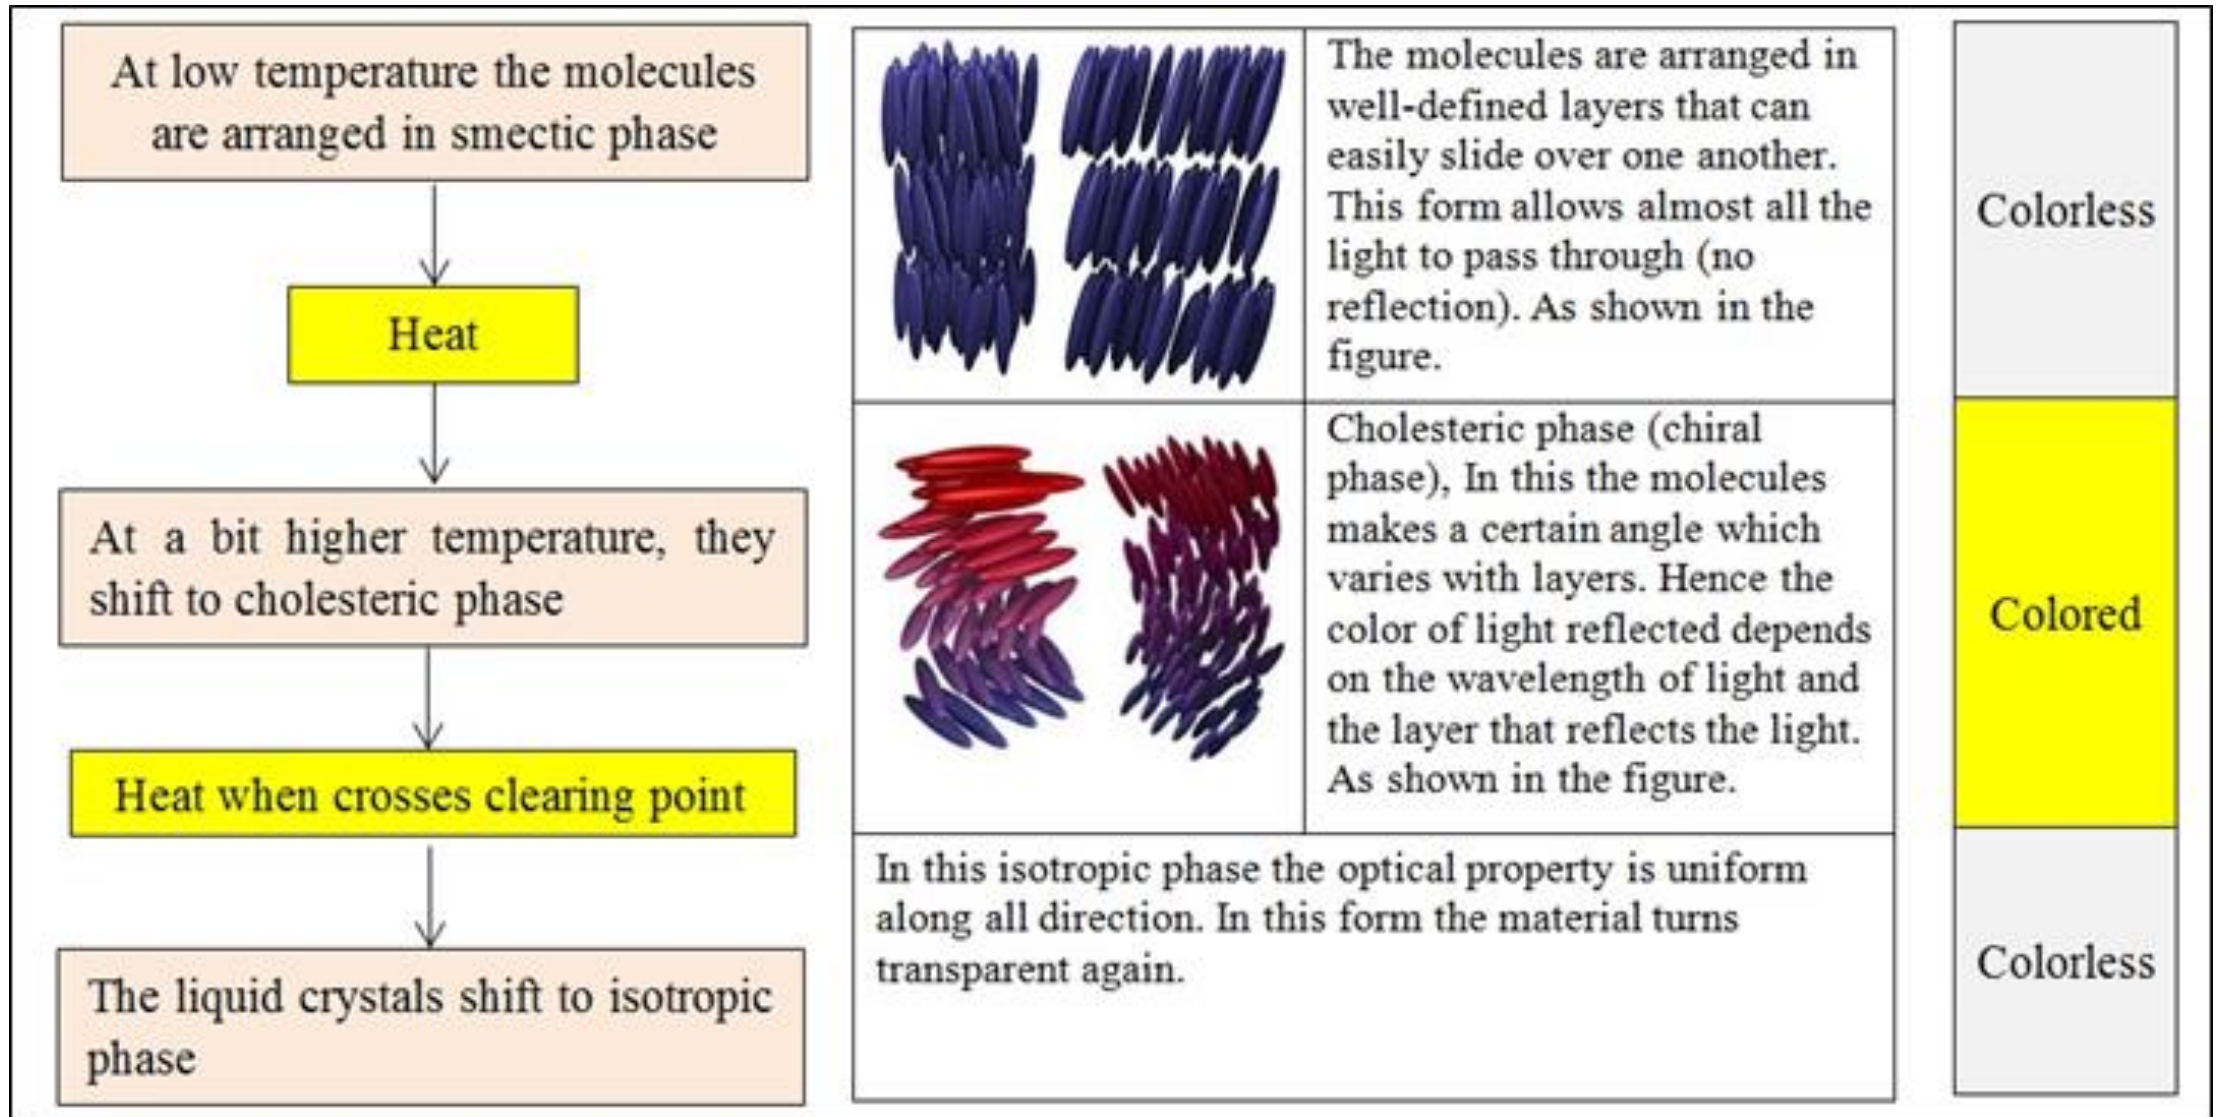 At low temperature the molecules
are arranged in smectic phase
Heat
At a bit higher temperature, they
shift to cholesteric phase
Heat when crosses clearing point
The liquid crystals shift to isotropic
phase
The molecules are arranged in
well-defined layers that can
easily slide over one another.
This form allows almost all the
light to pass through (no
reflection). As shown in the
figure.
Cholesteric phase (chiral
phase), In this the molecules
makes a certain angle which
varies with layers. Hence the
color of light reflected depends
on the wavelength of light and
the layer that reflects the light.
As shown in the figure.
In this isotropic phase the optical property is uniform
along all direction. In this form the material turns
transparent again.
Colorless
Colored
Colorless